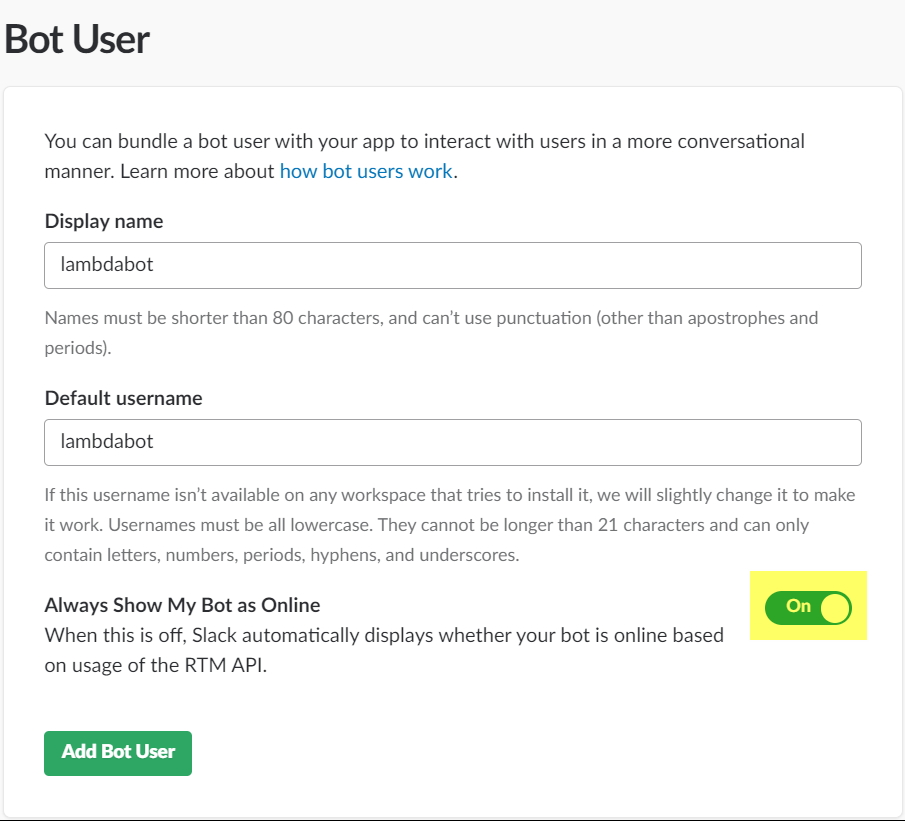 Bot User
You can bundle a bot user with your app to interact with users in a more conversational
manner. Learn more about how bot users work.
Display name
lambdabot
Names must be shorter than 80 characters, and can’t use punctuation (other than apostrophes and
periods).
Default username
lambdabot
If this username isn’t available on any workspace that tries to install it, we will slightly change it to make
it work. Usernames must be all lowercase. They cannot be longer than 21 characters and can only
contain letters, numbers, periods, hyphens, and underscores.
Always Show My Bot as Online
On
When this is off, Slack automatically displays whether your bot is online based
on usage of the RTM API.
Add Bot User